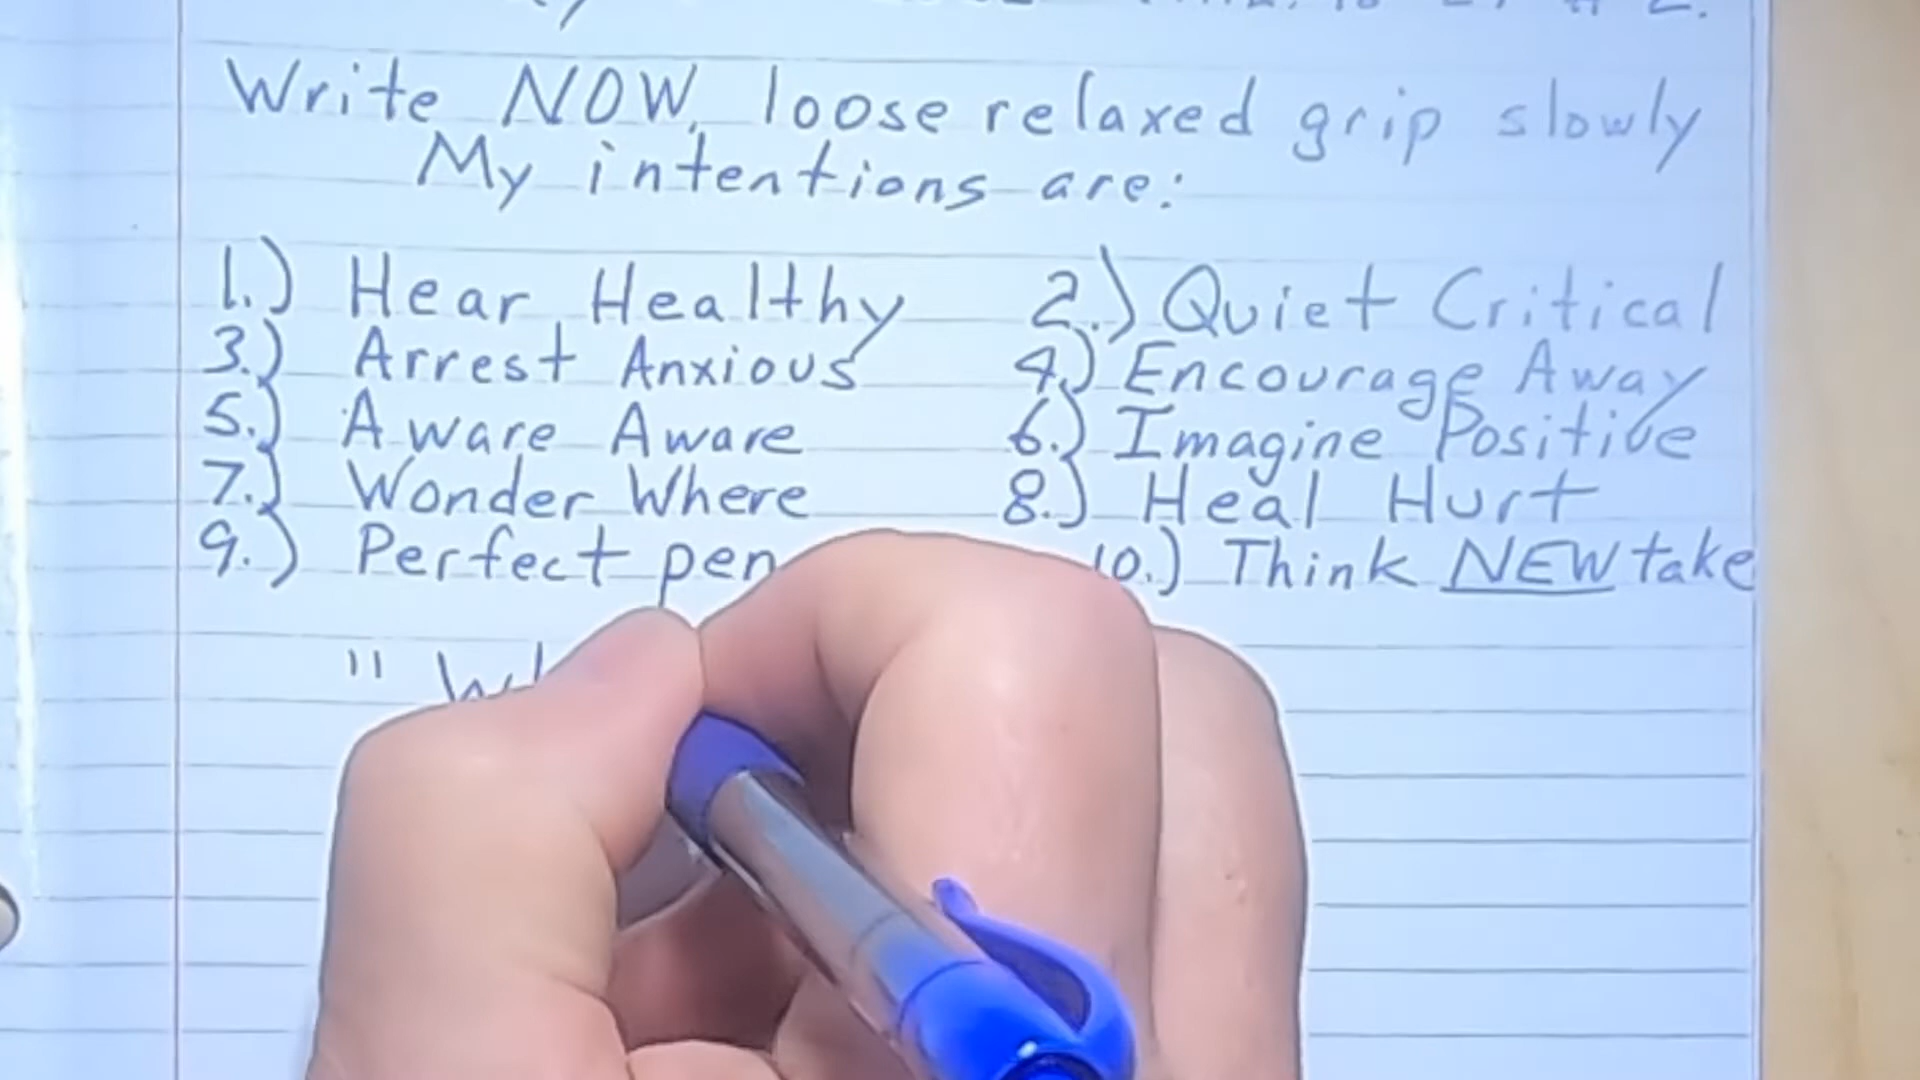 Write NOW, loose relaxed grip slowly
My intentions are:
1.) Hear Healthy 2.) Quiet Critical
3.) Arrest Anxious 4.) Encourage Away
5.) Aware Aware 6.) Imagine Positive
7.) Wonder Where 8.) Heal Hurt
9.) Perfect pen 10.) Think NEW take
"